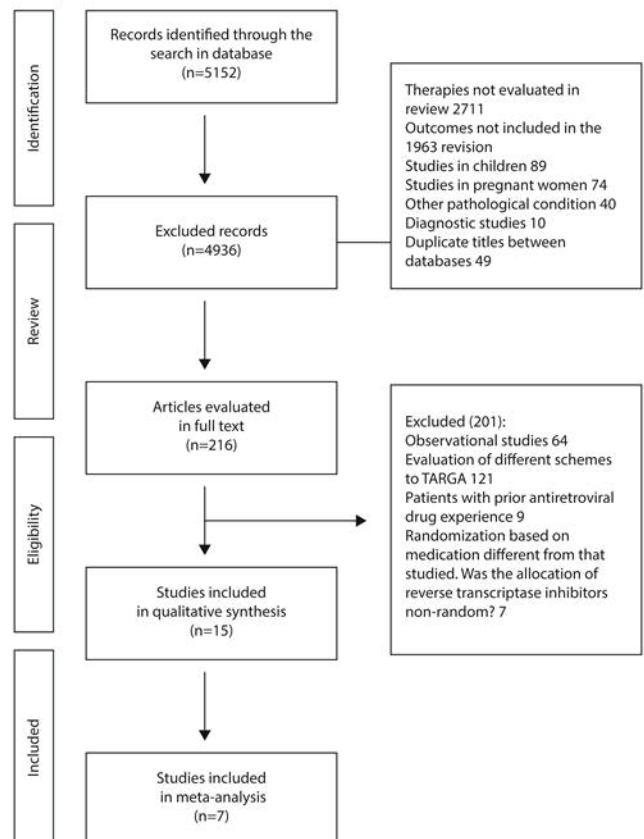 Identification
Records identified through the
search in database
(n=5152)
Therapies not evaluated in
review 2711
Outcomes not included in the
1963 revision
Studies in children 89
Studies in pregnant women 74
Other pathological condition 40
Diagnostic studies 10
Duplicate titles between
databases 49
Excluded records
(n=4936)
Review
Articles evaluated
in full text
(n=216)
Excluded (201):
Observational studies 64
Evaluation of different schemes
to TARGA 121
Patients with prior antiretroviral
drug experience 9
Randomization based on
medication different from that
studied. Was the allocation of
reverse transcriptase inhibitors
non-random? 7
Eligibility
Studies included
in qualitative synthesis
(n=15)
Included
Studies included
in meta-analysis
(n=7)